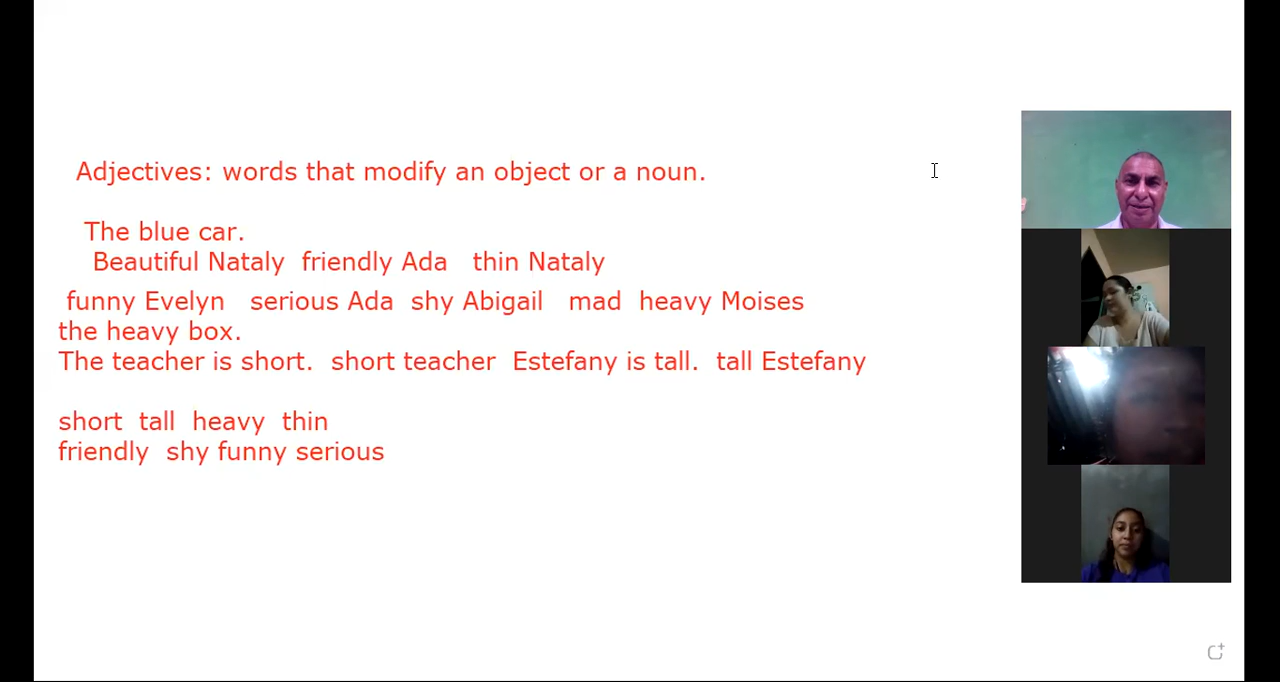 Adjectives: words that modify an object or a noun.
The blue car.
Beautiful Nataly friendly Ada thin Nataly
funny Evelyn serious Ada shy Abigail mad heavy Moises
the heavy box.
The teacher is short. short teacher Estefany is tall. tall Estefany
short tall heavy thin
friendly shy funny serious